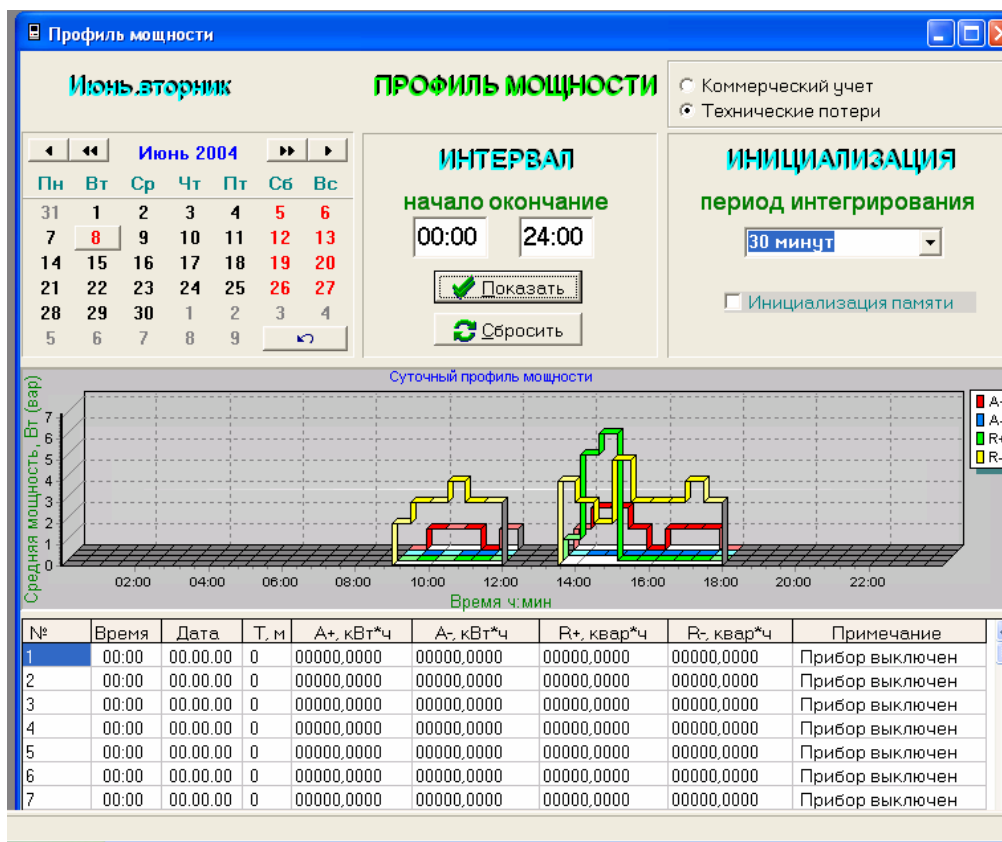 Профиль мощности
Июнь.вторник
ПРОФИЛЬ МОЩНОСТИ
Коммерческий учет
Технические потери
Июнь 2004
Пн Вт Ср Чт Пт Сб Вс
31 1 2 3 4 5 6
7 8 9 10 11 12 13
14 15 16 17 18 19 20
21 22 23 24 25 26 27
28 29 30 1 2 3 4
5 6 7 8 9
ИНТЕРВАЛ
начало окончание
00:00 24:00
Показать
Сбросить
ИНИЦИАЛИЗАЦИЯ
период интегрирования
30 минут
Инициализация памяти
Суточный профиль мощности
Средняя мощность, Вт (вар)
7
6
5
4
3
2
1
0
02:00 04:00 06:00 08:00 10:00 12:00 14:00 16:00 18:00 20:00 22:00
Время ч:мин
A-
R+
R-
№ Время Дата Т, м А+, кВт*ч А-, кВт*ч R+, квар*ч R-, квар*ч Примечание
1 00:00 00.00.00 0 00000,0000 00000,0000 00000,0000 00000,0000 Прибор выключен
2 00:00 00.00.00 0 00000,0000 00000,0000 00000,0000 00000,0000 Прибор выключен
3 00:00 00.00.00 0 00000,0000 00000,0000 00000,0000 00000,0000 Прибор выключен
4 00:00 00.00.00 0 00000,0000 00000,0000 00000,0000 00000,0000 Прибор выключен
5 00:00 00.00.00 0 00000,0000 00000,0000 00000,0000 00000,0000 Прибор выключен
6 00:00 00.00.00 0 00000,0000 00000,0000 00000,0000 00000,0000 Прибор выключен
7 00:00 00.00.00 0 00000,0000 00000,0000 00000,0000 00000,0000 Прибор выключен